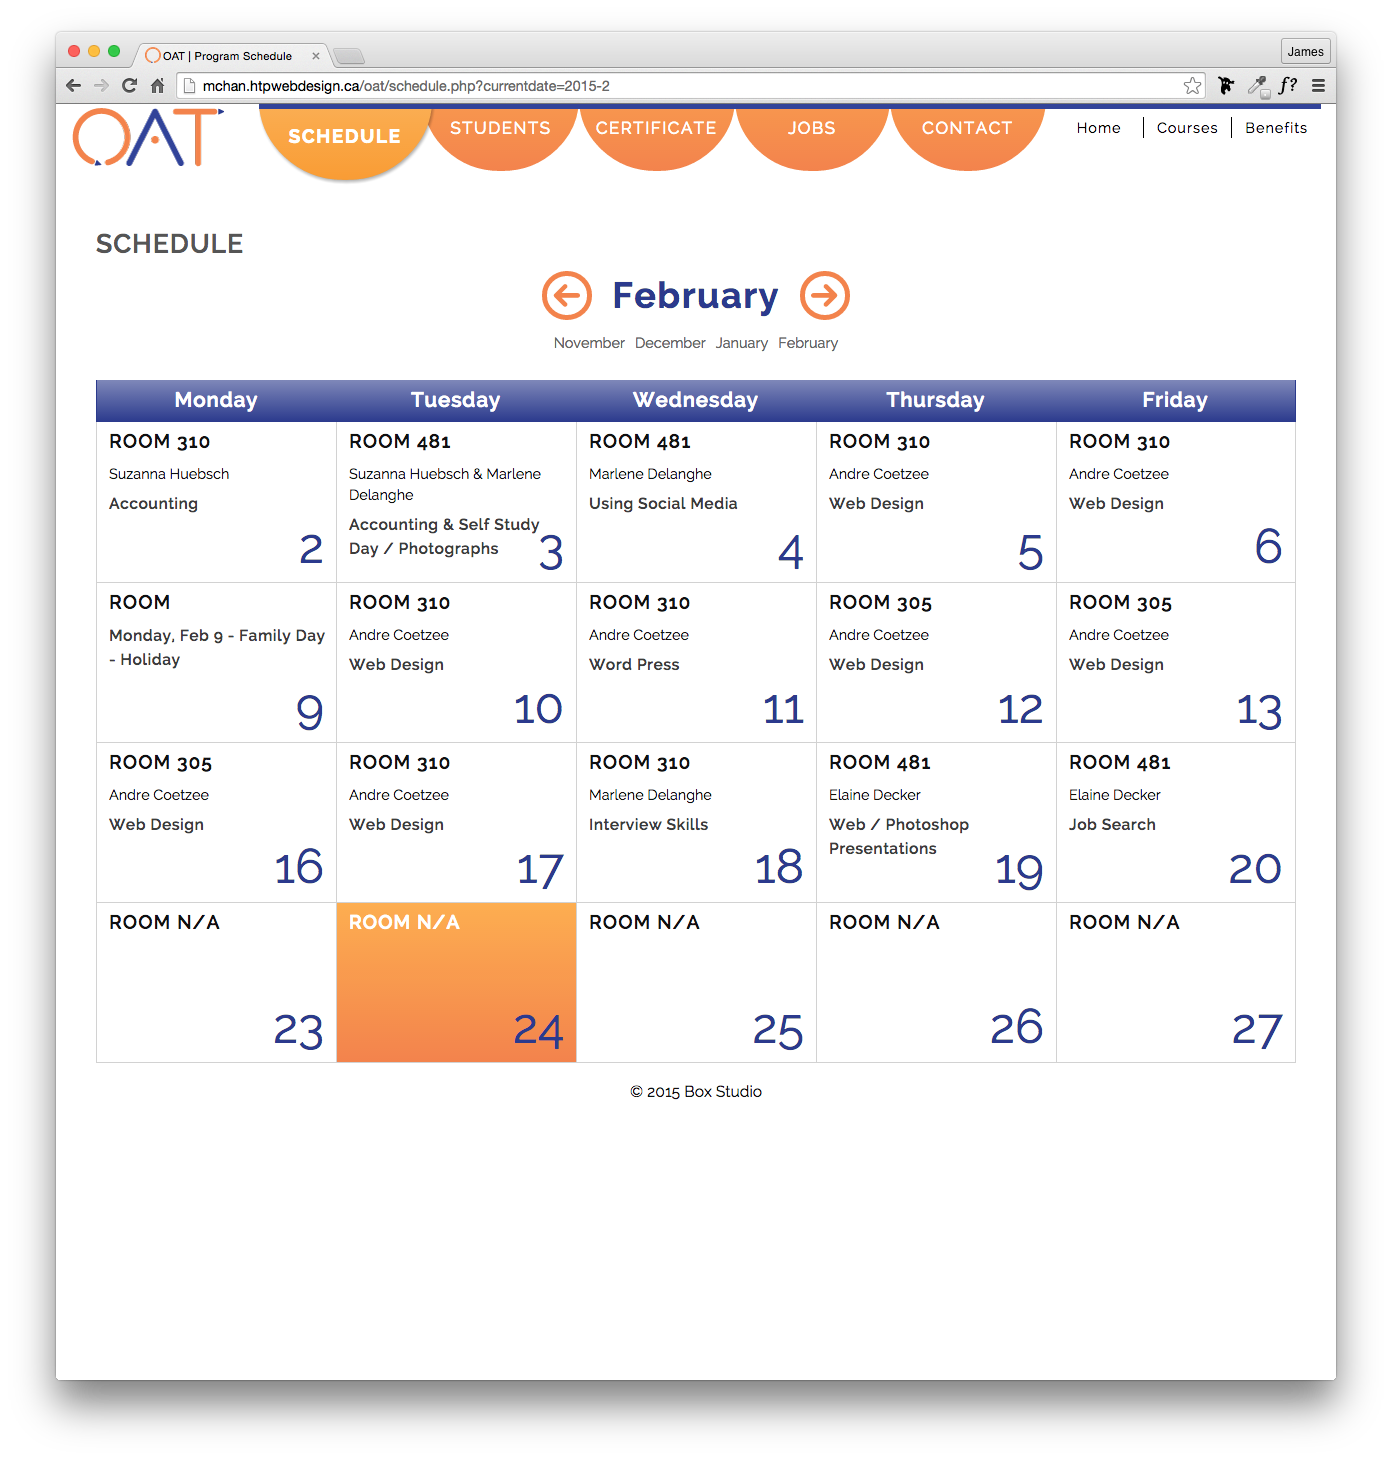 OAT | Program Schedule
James
mchan.htpwebdesign.ca/oat/schedule.php?currentdate=2015-2
f?
OAT
SCHEDULE
STUDENTS
CERTIFICATE
JOBS
CONTACT
Home
Courses
Benefits
SCHEDULE
February
November December January February
Monday
Tuesday
Wednesday
Thursday
Friday
ROOM 310
Suzanna Huebsch
Accounting
2
ROOM 481
Suzanna Huebsch & Marlene
Delanghe
Accounting & Self Study
Day / Photographs
3
ROOM 481
Marlene Delanghe
Using Social Media
4
ROOM 310
Andre Coetzee
Web Design
5
ROOM 310
Andre Coetzee
Web Design
6
ROOM
Monday, Feb 9 - Family Day
- Holiday
9
ROOM 310
Andre Coetzee
Web Design
10
ROOM 310
Andre Coetzee
Word Press
11
ROOM 305
Andre Coetzee
Web Design
12
ROOM 305
Andre Coetzee
Web Design
13
ROOM 305
Andre Coetzee
Web Design
16
ROOM 310
Andre Coetzee
Web Design
17
ROOM 310
Marlene Delanghe
Interview Skills
18
ROOM 481
Elaine Decker
Web / Photoshop
Presentations
19
ROOM 481
Elaine Decker
Job Search
20
ROOM N/A
23
ROOM N/A
24
ROOM N/A
25
ROOM N/A
26
ROOM N/A
27
© 2015 Box Studio